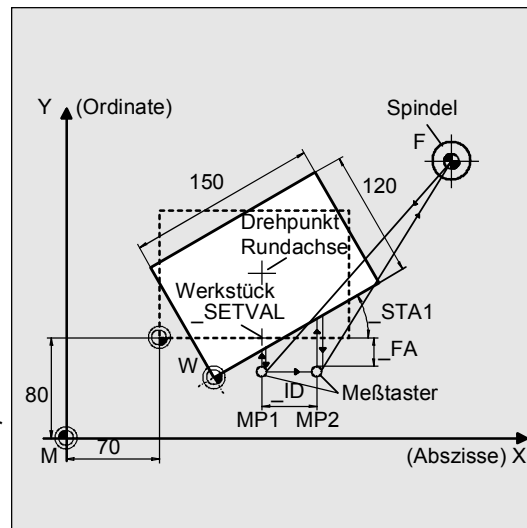 Y (Ordinate)
Spindel
F
150
120
Drehpunkt
Rundachse
Werkstück
_SETVAL
_STA1
_FA
W
_ID
Meßtaster
80
MP1 MP2
70
M
(Abszisse) X